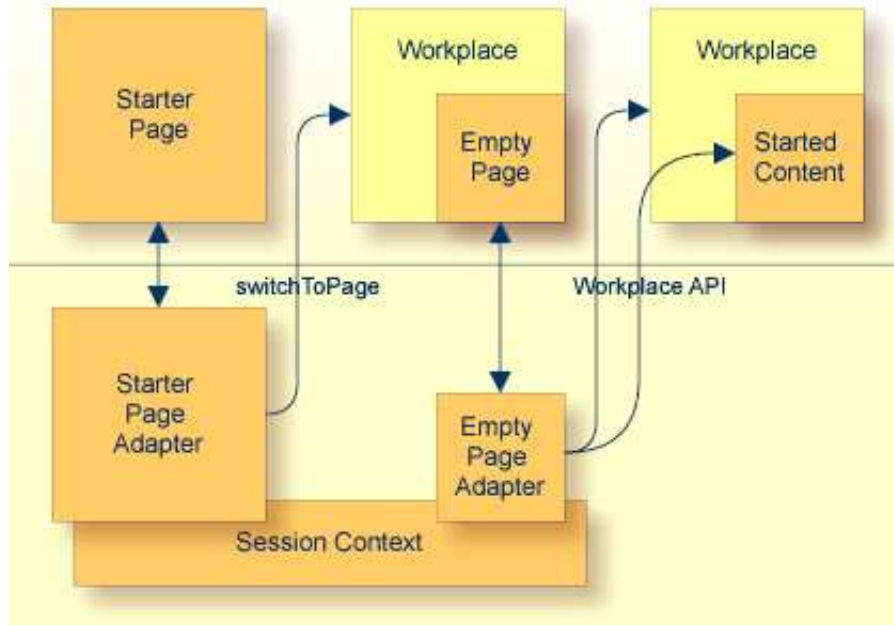 Starter
Page
Workplace
Empty
Page
Workplace
Started
Content
switchToPage
Workplace API
Starter
Page
Adapter
Empty
Page
Adapter
Session Context